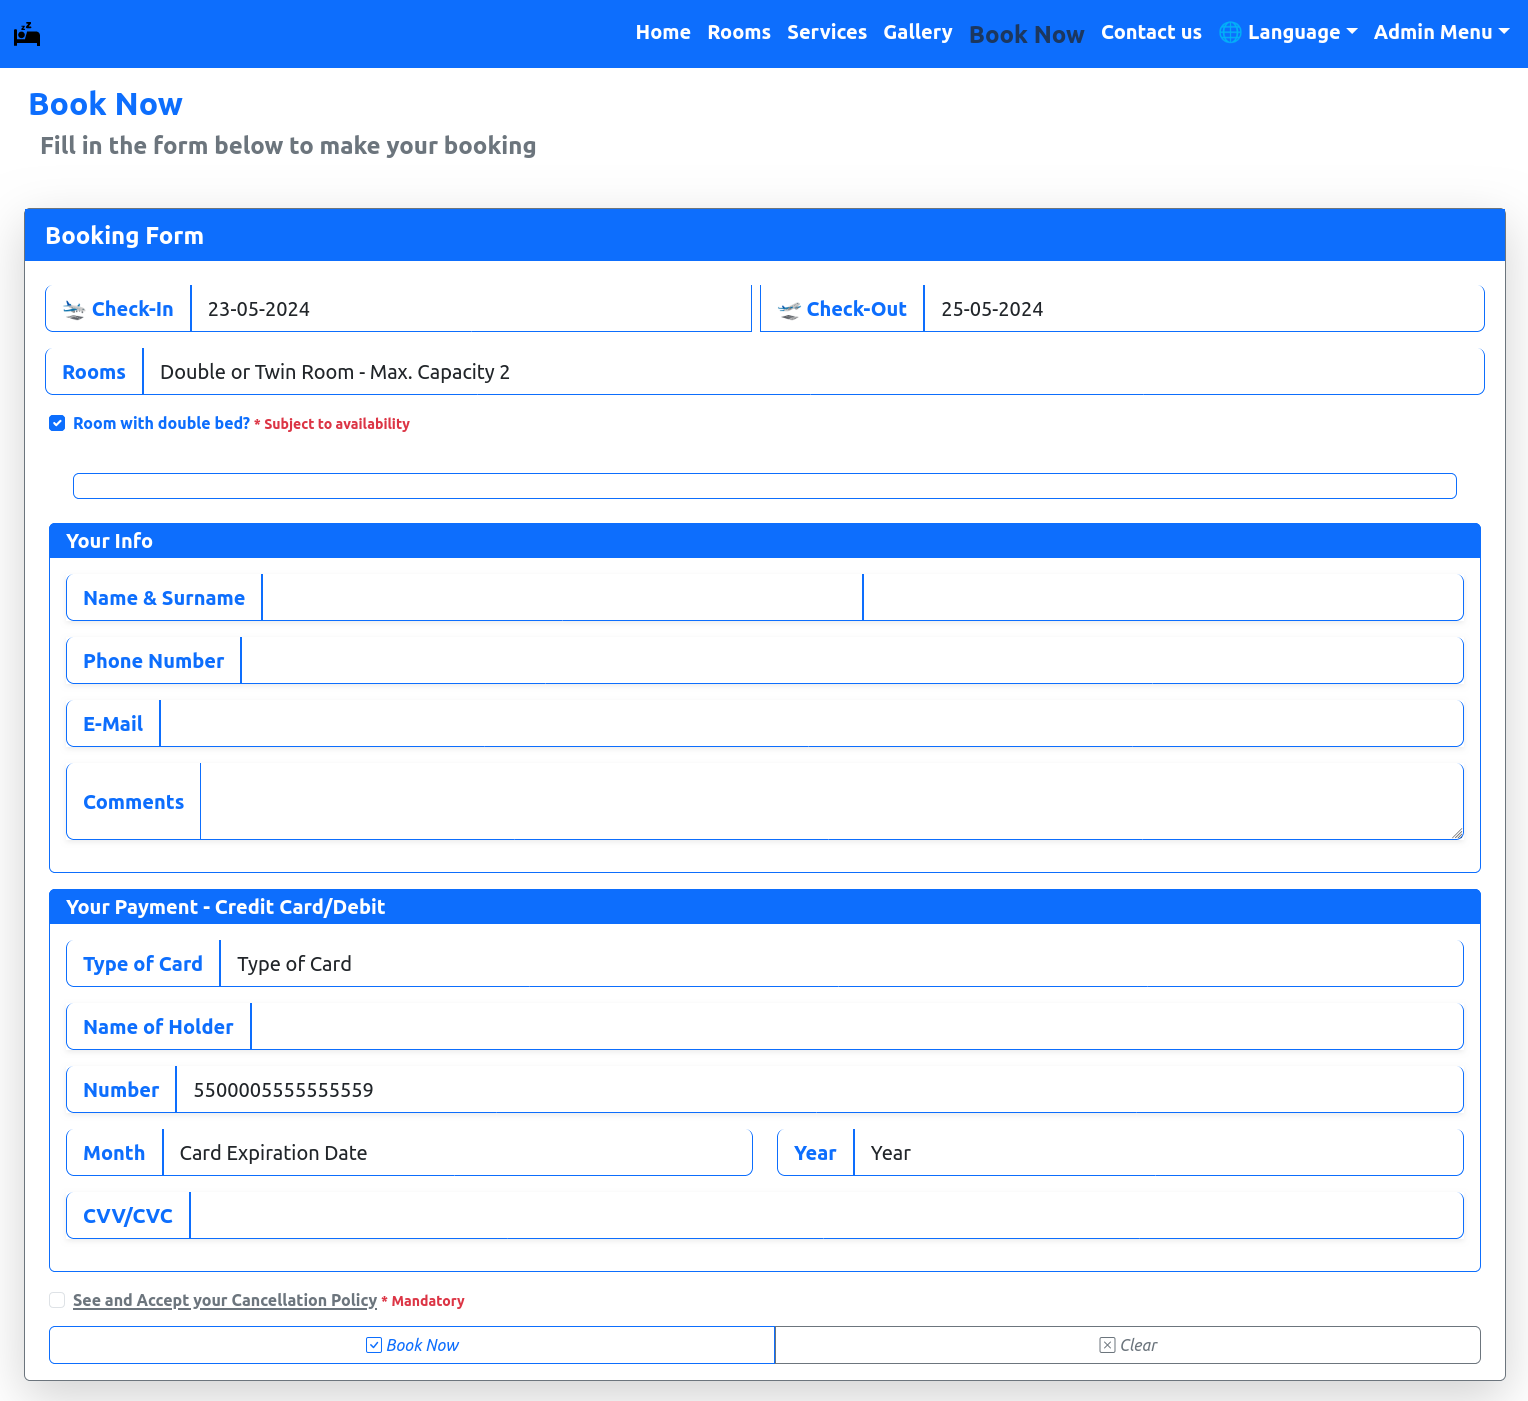 Home Rooms Services Gallery Book Now Contact us 🌐 Language Admin Menu
Book Now
Fill in the form below to make your booking
Booking Form
🛬 Check-In 23-05-2024 🛫 Check-Out 25-05-2024
Rooms Double or Twin Room - Max. Capacity 2
Room with double bed? * Subject to availability
Your Info
Name & Surname
Phone Number
E-Mail
Comments
Your Payment - Credit Card/Debit
Type of Card Type of Card
Name of Holder
Number 5500005555555559
Month Card Expiration Date Year Year
CVV/CVC
See and Accept your Cancellation Policy * Mandatory
Book Now Clear